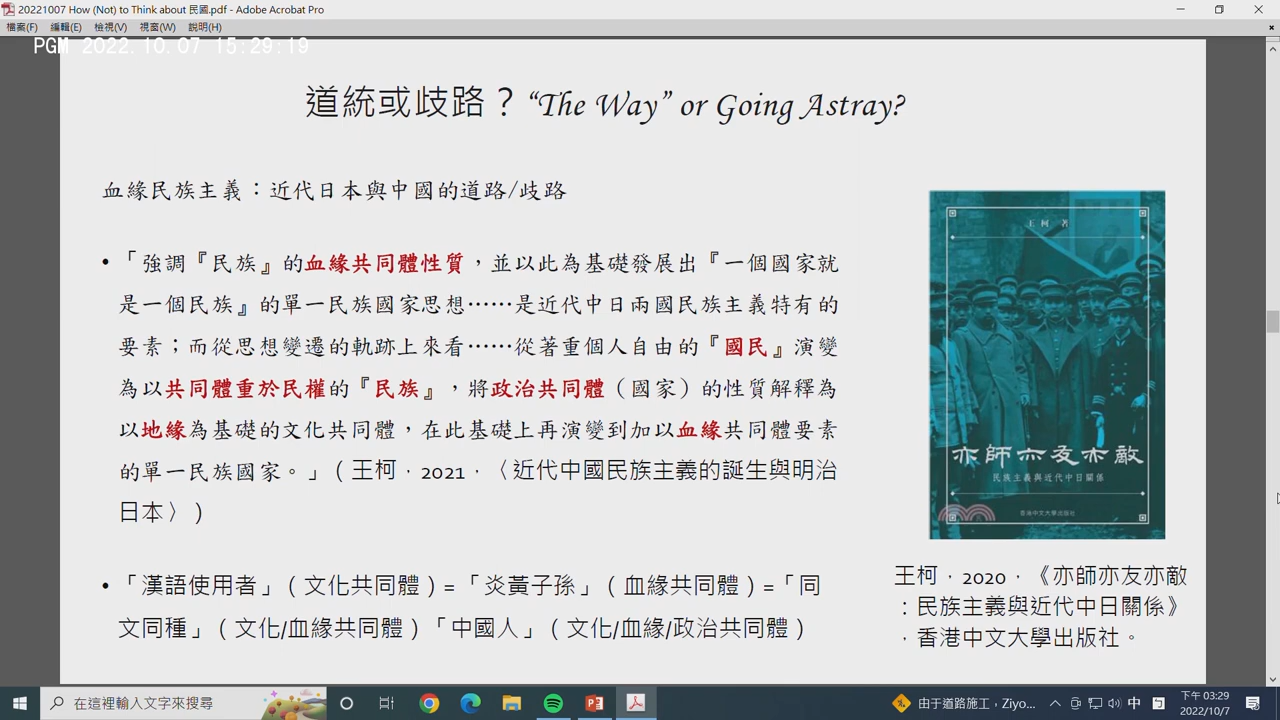 20221007 How (Not) to Think about 民國.pdf - Adobe Acrobat Pro
檔案(F) 編輯(E) 檢視(V) 視窗(W) 說明(H)
PGM 2022.10.07 15:29:19
道統或歧路？“The Way” or Going Astray?
血緣民族主義：近代日本與中國的道路/歧路
• 「強調『民族』的血緣共同體性質，並以此為基礎發展出『一個國家就
是一個民族』的單一民族國家思想⋯⋯是近代中日兩國民族主義特有的
要素；而從思想變遷的軌跡上來看⋯⋯從著重個人自由的『國民』演變
為以共同體重於民權的『民族』，將政治共同體（國家）的性質解釋為
以地緣為基礎的文化共同體，在此基礎上再演變到加以血緣共同體要素
的單一民族國家。」（王柯，2021，〈近代中國民族主義的誕生與明治
日本〉）
• 「漢語使用者」（文化共同體）=「炎黃子孫」（血緣共同體）=「同
文同種」（文化/血緣共同體）「中國人」（文化/血緣/政治共同體）
王柯 著
亦師亦友亦敵
民族主義與近代中日關係
香港中文大學出版社
王柯，2020，《亦師亦友亦敵
：民族主義與近代中日關係》
，香港中文大學出版社。
在這裡輸入文字來搜尋
由于道路施工，Ziyo...
中
下午 03:29
2022/10/7